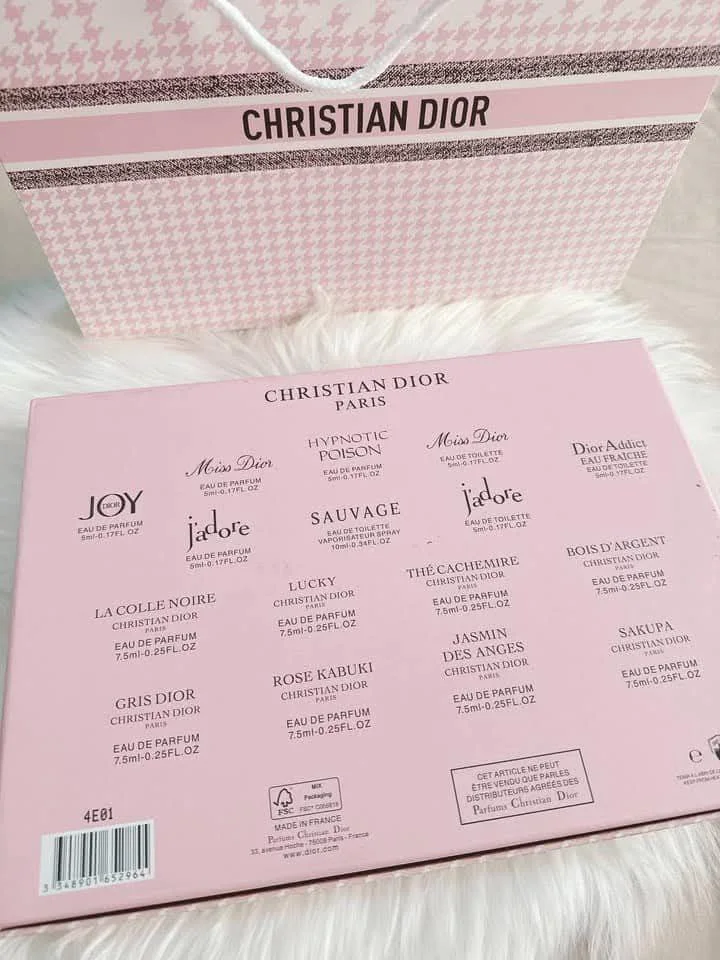 CHRISTIAN DIOR
CHRISTIAN DIOR
PARIS
JOY
DIOR
EAU DE PARFUM
5ml-0.17FL.OZ
Miss Dior
EAU DE PARFUM
5ml-0.17FL.OZ
HYPNOTIC
POISON
EAU DE PARFUM
5ml-0.17FL.OZ
Miss Dior
EAU DE TOILETTE
5ml-0.17FL.OZ
Dior Addict
EAU FRAÎCHE
EAU DE TOILETTE
5ml-0.17FL.OZ
j'adore
EAU DE PARFUM
5ml-0.17FL.OZ
SAUVAGE
EAU DE TOILETTE
VAPORISATEUR SPRAY
10ml-0.34FL.OZ
j'adore
EAU DE TOILETTE
5ml-0.17FL.OZ
LA COLLE NOIRE
CHRISTIAN DIOR
PARIS
EAU DE PARFUM
7.5ml-0.25FL.OZ
LUCKY
CHRISTIAN DIOR
PARIS
EAU DE PARFUM
7.5ml-0.25FL.OZ
THÉ CACHEMIRE
CHRISTIAN DIOR
PARIS
EAU DE PARFUM
7.5ml-0.25FL.OZ
BOIS D'ARGENT
CHRISTIAN DIOR
PARIS
EAU DE PARFUM
7.5ml-0.25FL.OZ
GRIS DIOR
CHRISTIAN DIOR
PARIS
EAU DE PARFUM
7.5ml-0.25FL.OZ
ROSE KABUKI
CHRISTIAN DIOR
PARIS
EAU DE PARFUM
7.5ml-0.25FL.OZ
JASMIN
DES ANGES
CHRISTIAN DIOR
PARIS
EAU DE PARFUM
7.5ml-0.25FL.OZ
SAKUPA
CHRISTIAN DIOR
PARIS
EAU DE PARFUM
7.5ml-0.25FL.OZ
4E01
3 348901 652964
FSC
MIX
Packaging
MADE IN FRANCE
Parfums Christian Dior
33, avenue Hoche - 75008 Paris - France
www.dior.com
CET ARTICLE NE PEUT
ÊTRE VENDU QUE PAR LES
DISTRIBUTEURS AGRÉÉS DES
Parfums Christian Dior
e